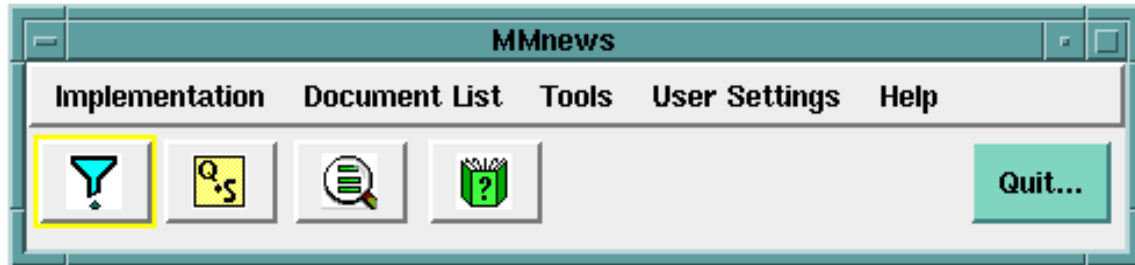 MMnews
Implementation Document List Tools User Settings Help
Q.S ? Quit...